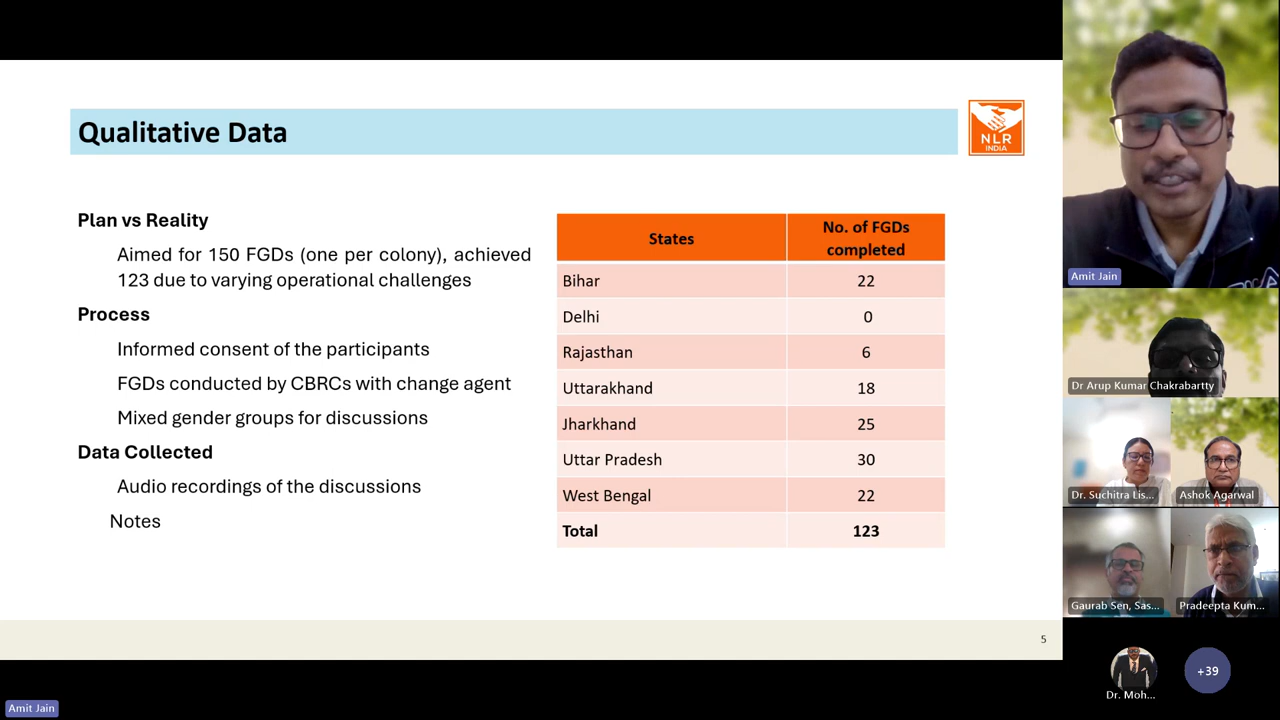 Qualitative Data
NLR
INDIA
Plan vs Reality
Aimed for 150 FGDs (one per colony), achieved
123 due to varying operational challenges
Process
Informed consent of the participants
FGDs conducted by CBRCs with change agent
Mixed gender groups for discussions
Data Collected
Audio recordings of the discussions
Notes
States No. of FGDs completed
Bihar 22
Delhi 0
Rajasthan 6
Uttarakhand 18
Jharkhand 25
Uttar Pradesh 30
West Bengal 22
Total 123
5
Amit Jain
Amit Jain
Dr Arup Kumar Chakrabartty
Dr. Suchitra Lis...
Ashok Agarwal
Gaurab Sen, Sas...
Pradeepta Kum...
Dr. Moh...
+39